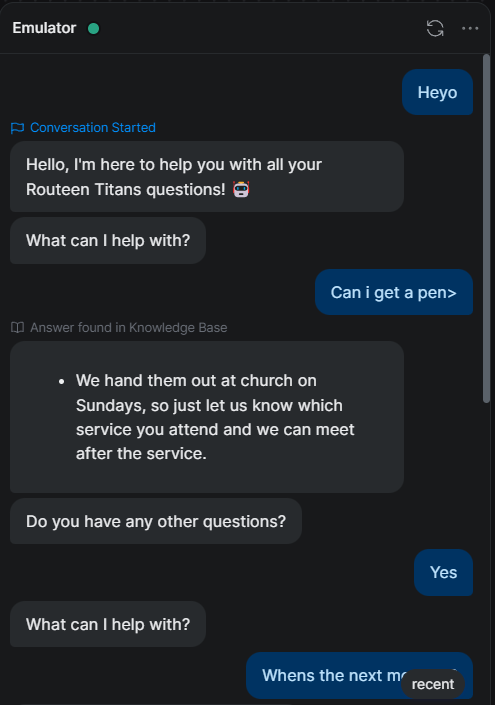 Emulator
Heyo
Conversation Started
Hello, I'm here to help you with all your
Routeen Titans questions! 🤖
What can I help with?
Can i get a pen>
Answer found in Knowledge Base
• We hand them out at church on
Sundays, so just let us know which
service you attend and we can meet
after the service.
Do you have any other questions?
Yes
What can I help with?
Whens the next
recent